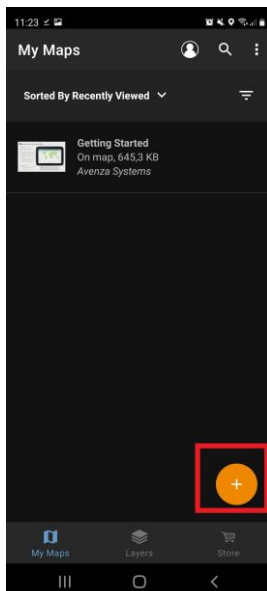 11:23
My Maps
Sorted By Recently Viewed
Getting Started
On map, 645,3 KB
Avenza Systems
+
My Maps
Layers
Store